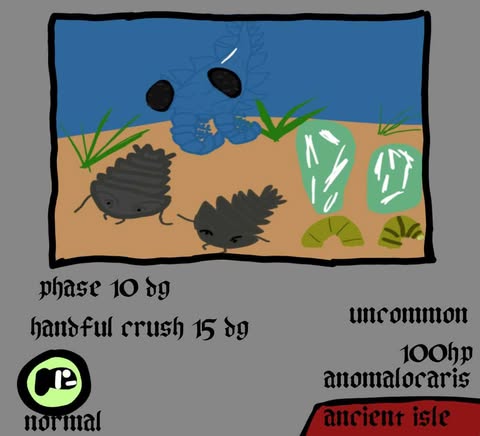 phase 10 dg
handful crush 15 dg
uncommon
100hp
anomalocaris
normal
ancient isle